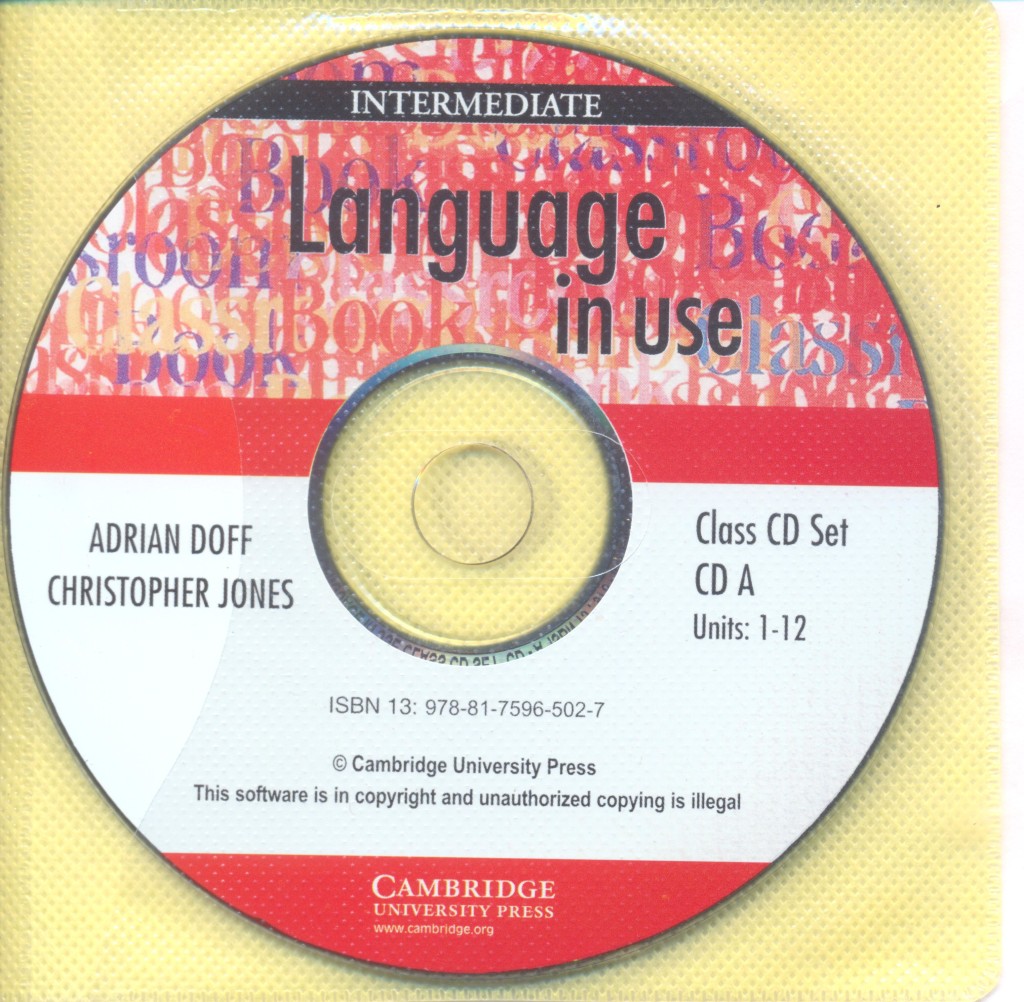 INTERMEDIATE
Language
in use
ADRIAN DOFF
CHRISTOPHER JONES
Class CD Set
CD A
Units: 1-12
ISBN 13: 978-81-7596-502-7
© Cambridge University Press
This software is in copyright and unauthorized copying is illegal
CAMBRIDGE
UNIVERSITY PRESS
www.cambridge.org